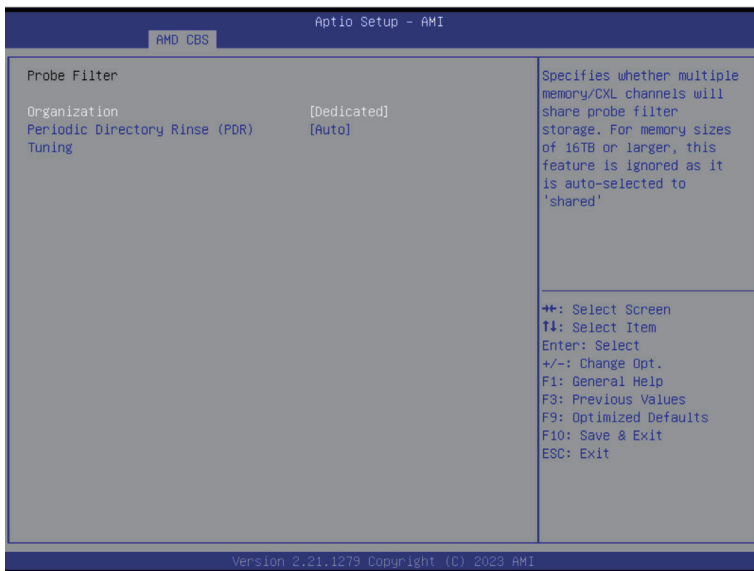 Aptio Setup - AMI
AMD CBS
Probe Filter
Organization [Dedicated]
Periodic Directory Rinse (PDR) [Auto]
Tuning
Specifies whether multiple
memory/CXL channels will
share probe filter
storage. For memory sizes
of 16TB or larger, this
feature is ignored as it
is auto-selected to
'shared'
→←: Select Screen
↑↓: Select Item
Enter: Select
+/-: Change Opt.
F1: General Help
F3: Previous Values
F9: Optimized Defaults
F10: Save & Exit
ESC: Exit
Version 2.21.1279 Copyright (C) 2023 AMI